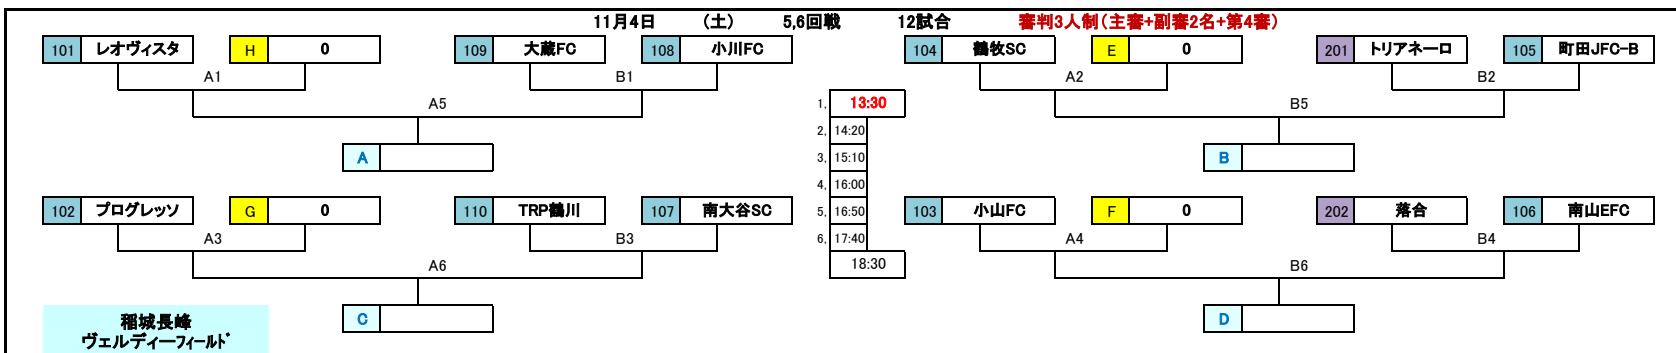 11月4日 (土) 5,6回戦 12試合 審判3人制(主審+副審2名+第4審)
101 レオヴィスタ H 0 109 大蔵FC 108 小川FC 104 鶴牧SC E 0 201 トリアネーロ 105 町田JFC-B
A1 B1 A2 B2
A5 1, 13:30 B5
2, 14:20
A 3, 15:10 B
4, 16:00
102 プログレッソ G 0 110 TRP鶴川 107 南大谷SC 5, 16:50 103 小山FC F 0 202 落合 106 南山EFC
A3 B3 6, 17:40 A4 B4
A6 18:30 B6
C D
稲城長峰
ヴェルディーフィールド